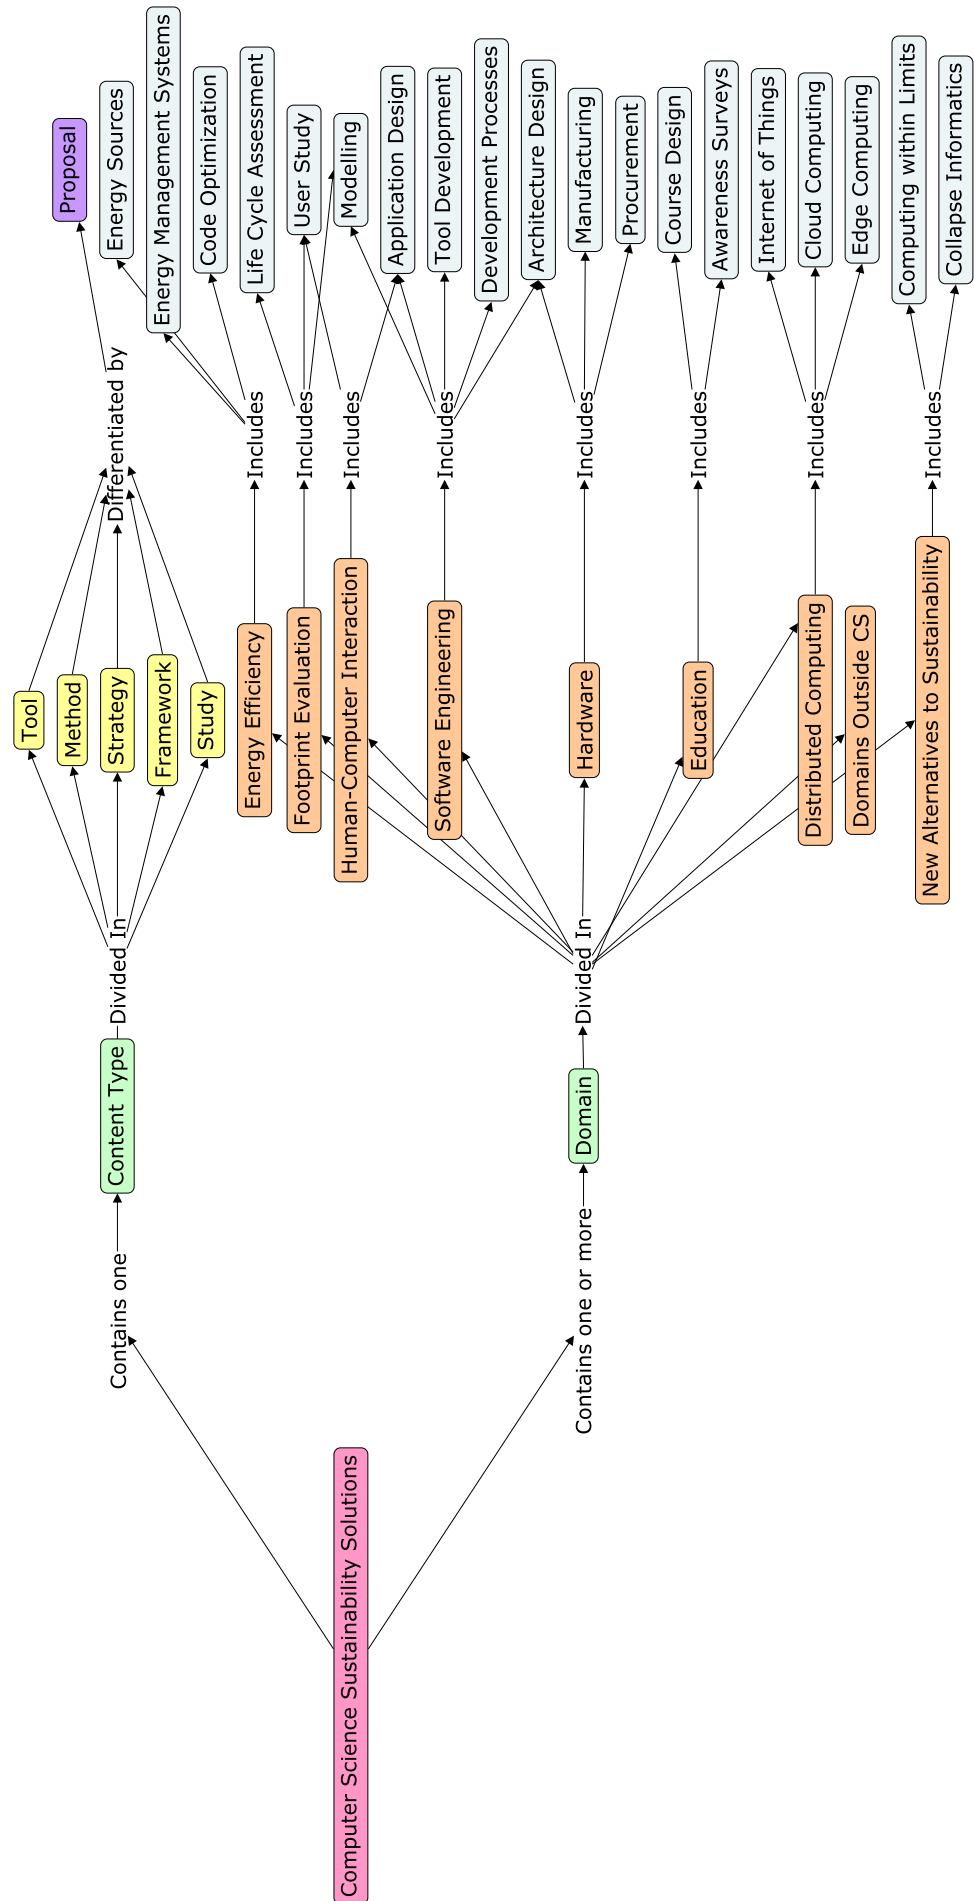 Computer Science Sustainability Solutions
Contains one
Contains one or more
Content Type
Domain
Divided In
Divided In
Tool
Method
Strategy
Framework
Study
Energy Efficiency
Footprint Evaluation
Human-Computer Interaction
Software Engineering
Hardware
Education
Distributed Computing
Domains Outside CS
New Alternatives to Sustainability
Differentiated by
Includes
Includes
Includes
Includes
Includes
Includes
Includes
Includes
Proposal
Energy Sources
Energy Management Systems
Code Optimization
Life Cycle Assessment
User Study
Modelling
Application Design
Tool Development
Development Processes
Architecture Design
Manufacturing
Procurement
Course Design
Awareness Surveys
Internet of Things
Cloud Computing
Edge Computing
Computing within Limits
Collapse Informatics